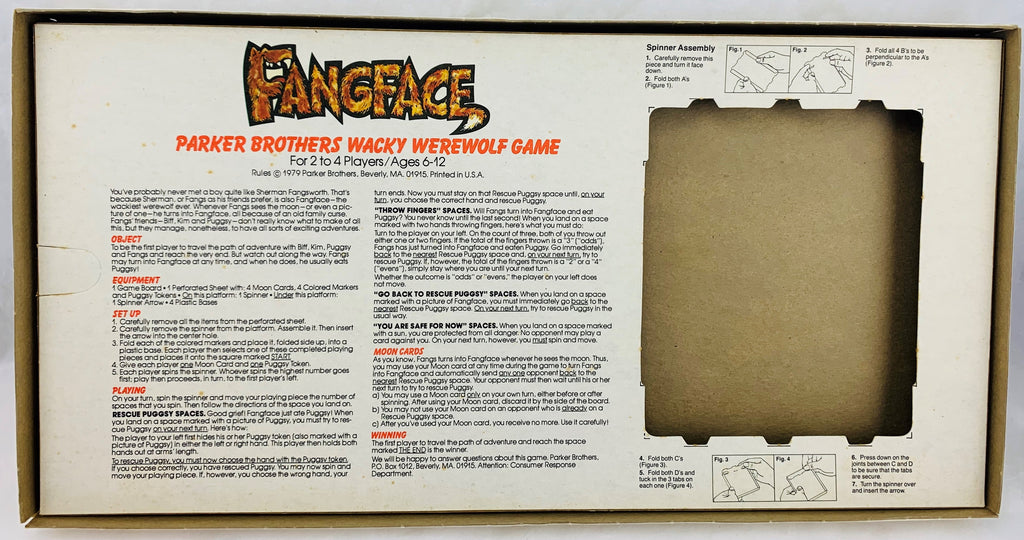 FANGFACE
PARKER BROTHERS WACKY WEREWOLF GAME
For 2 to 4 Players/Ages 6-12
Rules © 1979 Parker Brothers, Beverly, MA. 01915. Printed in U.S.A.
You've probably never met a boy quite like Sherman Fangsworth. That's
because Sherman, or Fangs as his friends prefer, is also Fangface–the
wackiest werewolf ever. Whenever Fangs sees the moon–or even a pic-
ture of one–he turns into Fangface, all because of an old family curse.
Fangs' friends–Biff, Kim and Puggsy–don't really know what to make of all
this, but they manage, nonetheless, to have all sorts of exciting adventures.
OBJECT
To be the first player to travel the path of adventure with Biff, Kim, Puggsy
and Fangs and reach the very end. But watch out along the way. Fangs
may turn into Fangface at any time, and when he does, he usually eats
Puggsy!
EQUIPMENT
1 Game Board • 1 Perforated Sheet with: 4 Moon Cards, 4 Colored Markers
and Puggsy Tokens • On this platform: 1 Spinner • Under this platform:
1 Spinner Arrow • 4 Plastic Bases
SET UP
1. Carefully remove all the items from the perforated sheet.
2. Carefully remove the spinner from the platform. Assemble it. Then insert
the arrow into the center hole.
3. Fold each of the colored markers and place it, folded side up, into a
plastic base. Each player then selects one of these completed playing
pieces and places it onto the square marked START.
4. Give each player one Moon Card and one Puggsy Token.
5. Each player spins the spinner. Whoever spins the highest number goes
first; play then proceeds, in turn, to the first player's left.
PLAYING
On your turn, spin the spinner and move your playing piece the number of
spaces that you spin. Then follow the directions of the space you land on.
RESCUE PUGGSY SPACES. Good grief! Fangface just ate Puggsy! When
you land on a space marked with a picture of Puggsy, you must try to res-
cue Puggsy on your next turn. Here's how:
The player to your left first hides his or her Puggsy token (also marked with a
picture of Puggsy) in either the left or right hand. This player then holds both
hands out at arms' length.
To rescue Puggsy, you must now choose the hand with the Puggsy token.
If you choose correctly, you have rescued Puggsy. You may now spin and
move your playing piece. If, however, you choose the wrong hand, your
turn ends. Now you must stay on that Rescue Puggsy space until, on your
turn, you choose the correct hand and rescue Puggsy.
"THROW FINGERS" SPACES. Will Fangs turn into Fangface and eat
Puggsy? You never know until the last second! When you land on a space
marked with two hands throwing fingers, here's what you must do:
Turn to the player on your left. On the count of three, both of you throw out
either one or two fingers. If the total of the fingers thrown is a "3" ("odds"),
Fangs has just turned into Fangface and eaten Puggsy. Go immediately
back to the nearest Rescue Puggsy space and, on your next turn, try to
rescue Puggsy. If, however, the total of the fingers thrown is a "2" or a "4"
("evens"), simply stay where you are until your next turn.
Whether the outcome is "odds" or "evens," the player on your left does
not move.
"GO BACK TO RESCUE PUGGSY" SPACES. When you land on a space
marked with a picture of Fangface, you must immediately go back to the
nearest Rescue Puggsy space. On your next turn, try to rescue Puggsy in the
usual way.
"YOU ARE SAFE FOR NOW" SPACES. When you land on a space marked
with a sun, you are protected from all danger. No opponent may play a
card against you. On your next turn, however, you must spin and move.
MOON CARDS
As you know, Fangs turns into Fangface whenever he sees the moon. Thus,
you may use your Moon card at any time during the game to turn Fangs
into Fangface and automatically send any one opponent back to the
nearest Rescue Puggsy space. Your opponent must then wait until his or her
next turn to try to rescue Puggsy.
a) You may use a Moon card only on your own turn, either before or after
spinning. After using your Moon card, discard it by the side of the board.
b) You may not use your Moon card on an opponent who is already on a
Rescue Puggsy space.
c) After you've used your Moon card, you receive no more. Use it carefully!
WINNING
The first player to travel the path of adventure and reach the space
marked THE END is the winner.
We will be happy to answer questions about this game. Parker Brothers,
P.O. Box 1012, Beverly, MA. 01915. Attention: Consumer Response
Department.
Spinner Assembly
1. Carefully remove this
piece and turn it face
down.
2. Fold both A's
(Figure 1).
Fig. 1
Fig. 2
3. Fold all 4 B's to be
perpendicular to the A's
(Figure 2).
4. Fold both C's
(Figure 3).
5. Fold both D's and
tuck in the 3 tabs on
each one (Figure 4).
Fig. 3
Fig. 4
6. Press down on the
joints between C and D
to be sure that the tabs
are secure.
7. Turn the spinner over
and insert the arrow.